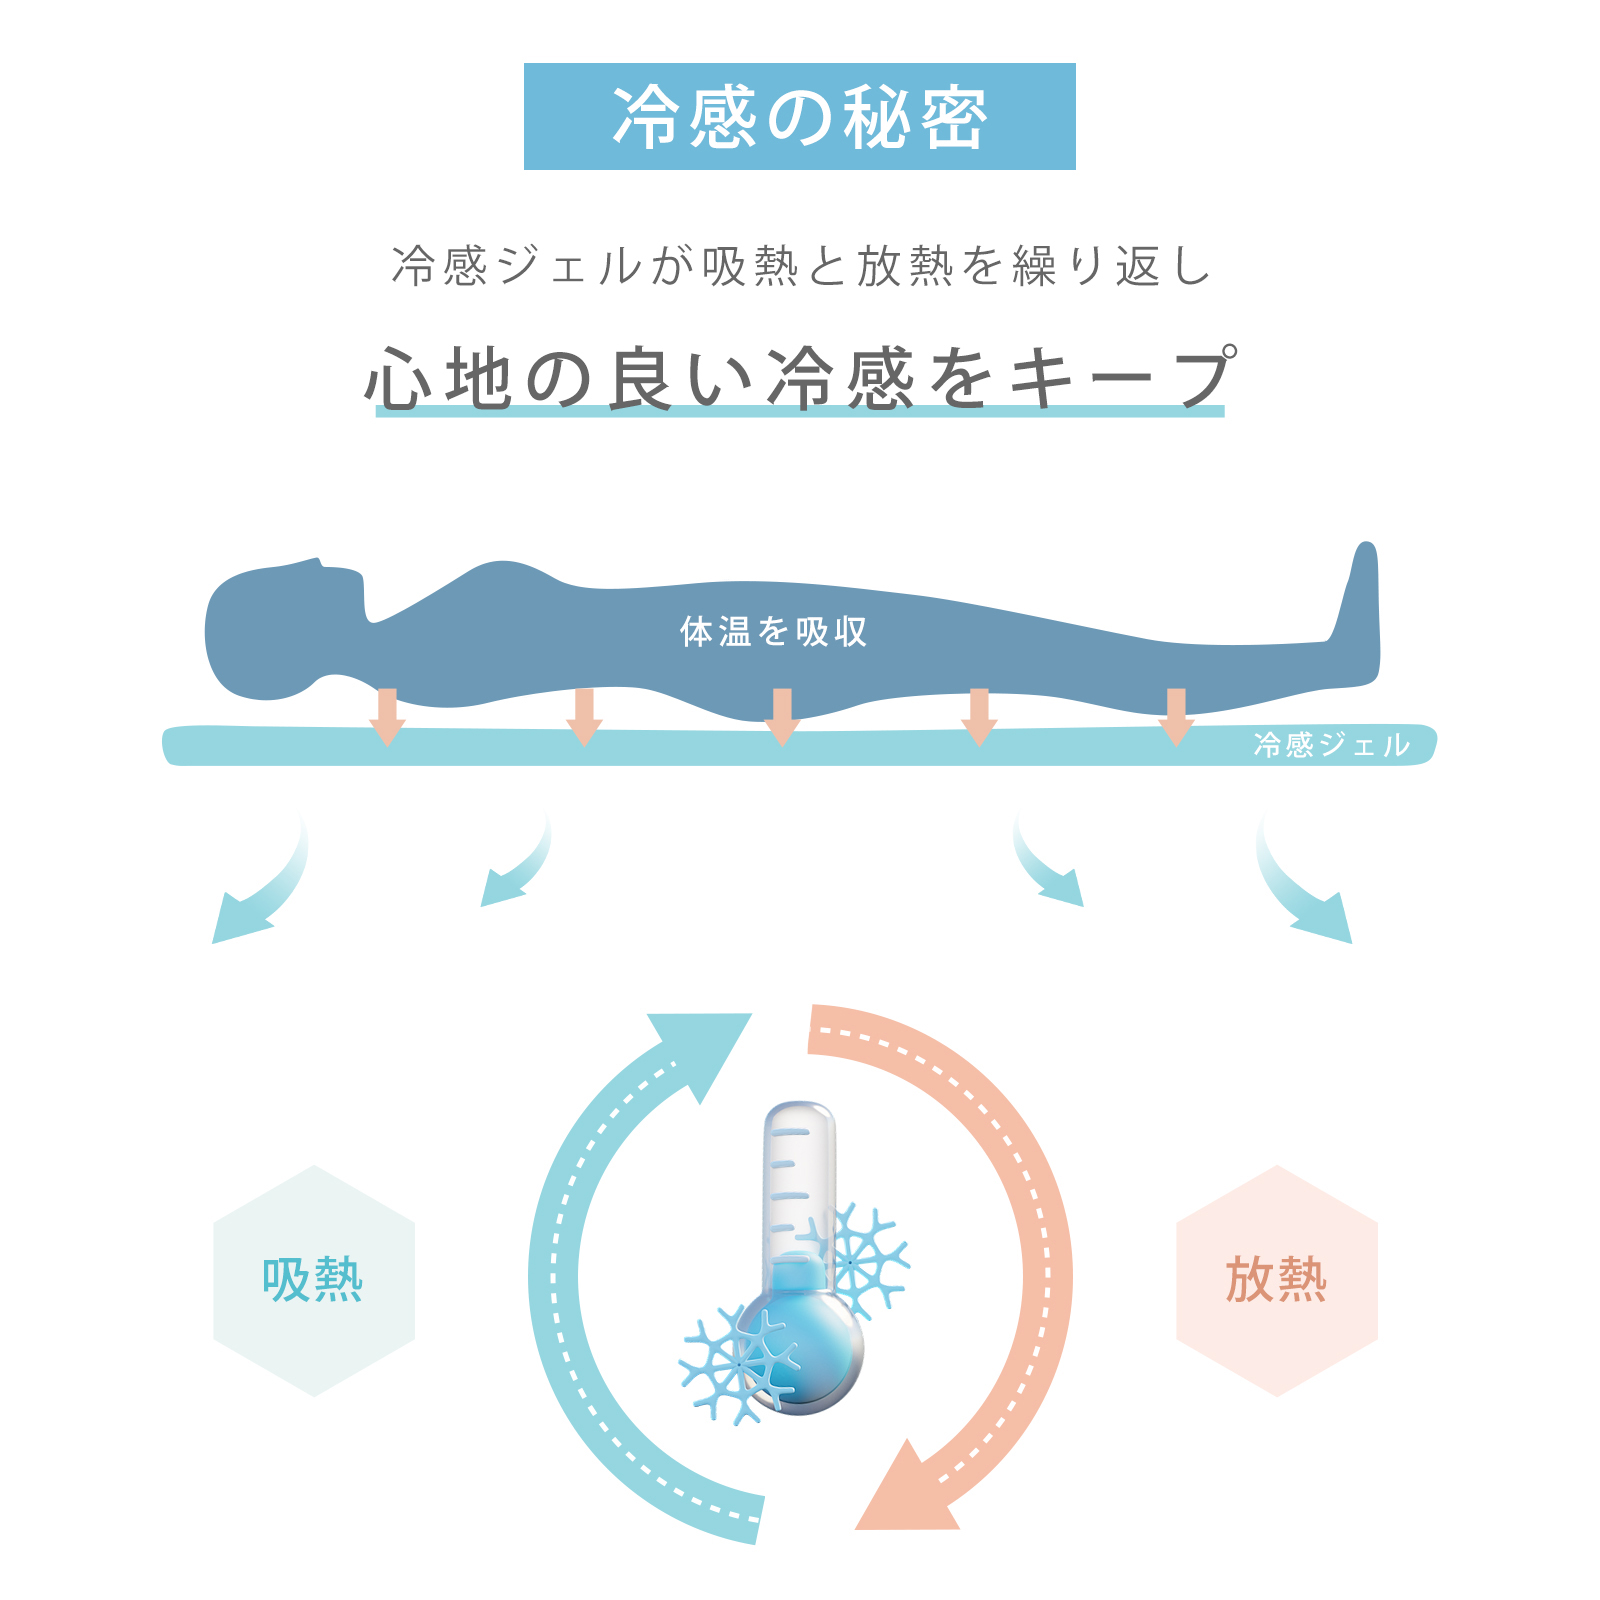 冷感の秘密
冷感ジェルが吸熱と放熱を繰り返し
心地の良い冷感をキープ
体温を吸収
冷感ジェル
吸熱
放熱